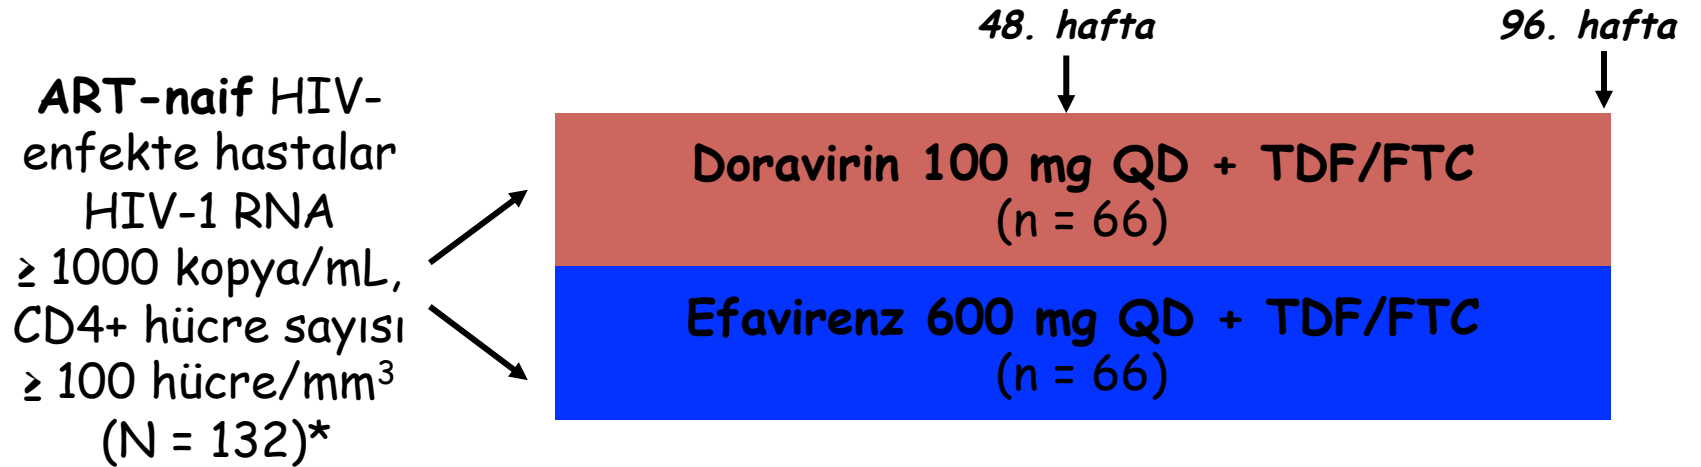 48. hafta
96. hafta
ART-naif HIV-
enfekte hastalar
HIV-1 RNA
≥ 1000 kopya/mL,
CD4+ hücre sayısı
≥ 100 hücre/mm³
(N = 132)*
Doravirin 100 mg QD + TDF/FTC
(n = 66)
Efavirenz 600 mg QD + TDF/FTC
(n = 66)